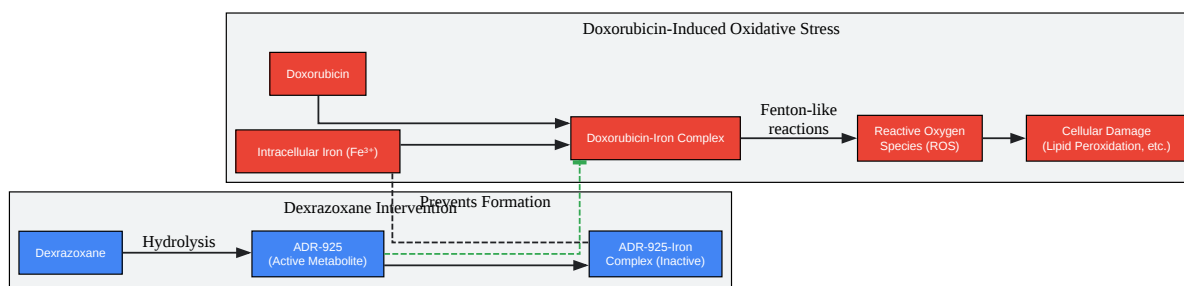 Doxorubicin-Induced Oxidative Stress
Doxorubicin
Intracellular Iron (Fe³⁺)
Doxorubicin-Iron Complex
Fenton-like
reactions
Reactive Oxygen
Species (ROS)
Cellular Damage
(Lipid Peroxidation, etc.)
Prevents Formation
Dexrazoxane Intervention
Dexrazoxane
Hydrolysis
ADR-925
(Active Metabolite)
ADR-925-Iron
Complex (Inactive)